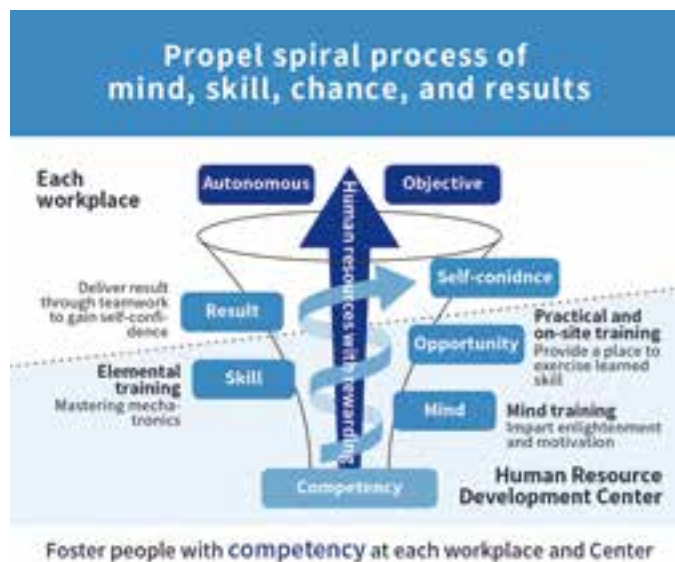 Propel spiral process of
mind, skill, chance, and results
Each
workplace
Autonomous
Objective
Human resources with rewarding
Self-conidnce
Deliver result
through teamwork
to gain self-confi-
dence
Result
Practical and
on-site training
Provide a place to
exercise learned
skill
Opportunity
Elemental
training
Mastering mecha-
tronics
Skill
Mind
Mind training
Impart enlightenment
and motivation
Competency
Human Resource
Development Center
Foster people with competency at each workplace and Center